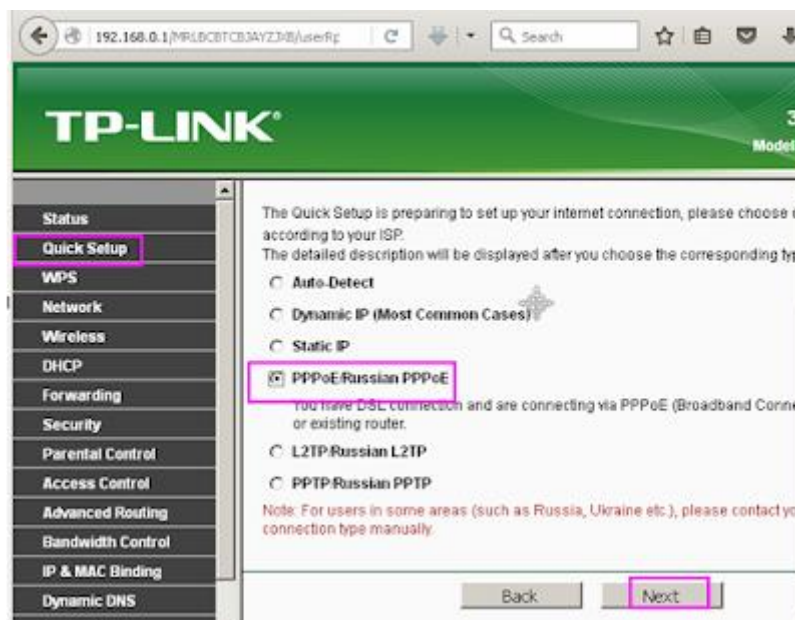 192.168.0.1/MRLBCBTCBJAYZJXB/userRp
Search
TP-LINK®
3
Model
Status
Quick Setup
WPS
Network
Wireless
DHCP
Forwarding
Security
Parental Control
Access Control
Advanced Routing
Bandwidth Control
IP & MAC Binding
Dynamic DNS
The Quick Setup is preparing to set up your internet connection, please choose
according to your ISP.
The detailed description will be displayed after you choose the corresponding ty
Auto-Detect
Dynamic IP (Most Common Cases)
Static IP
PPPoE/Russian PPPoE
You have DSL connection and are connecting via PPPoE (Broadband Conne
or existing router.
L2TP/Russian L2TP
PPTP/Russian PPTP
Note: For users in some areas (such as Russia, Ukraine etc.), please contact yo
connection type manually.
Back
Next